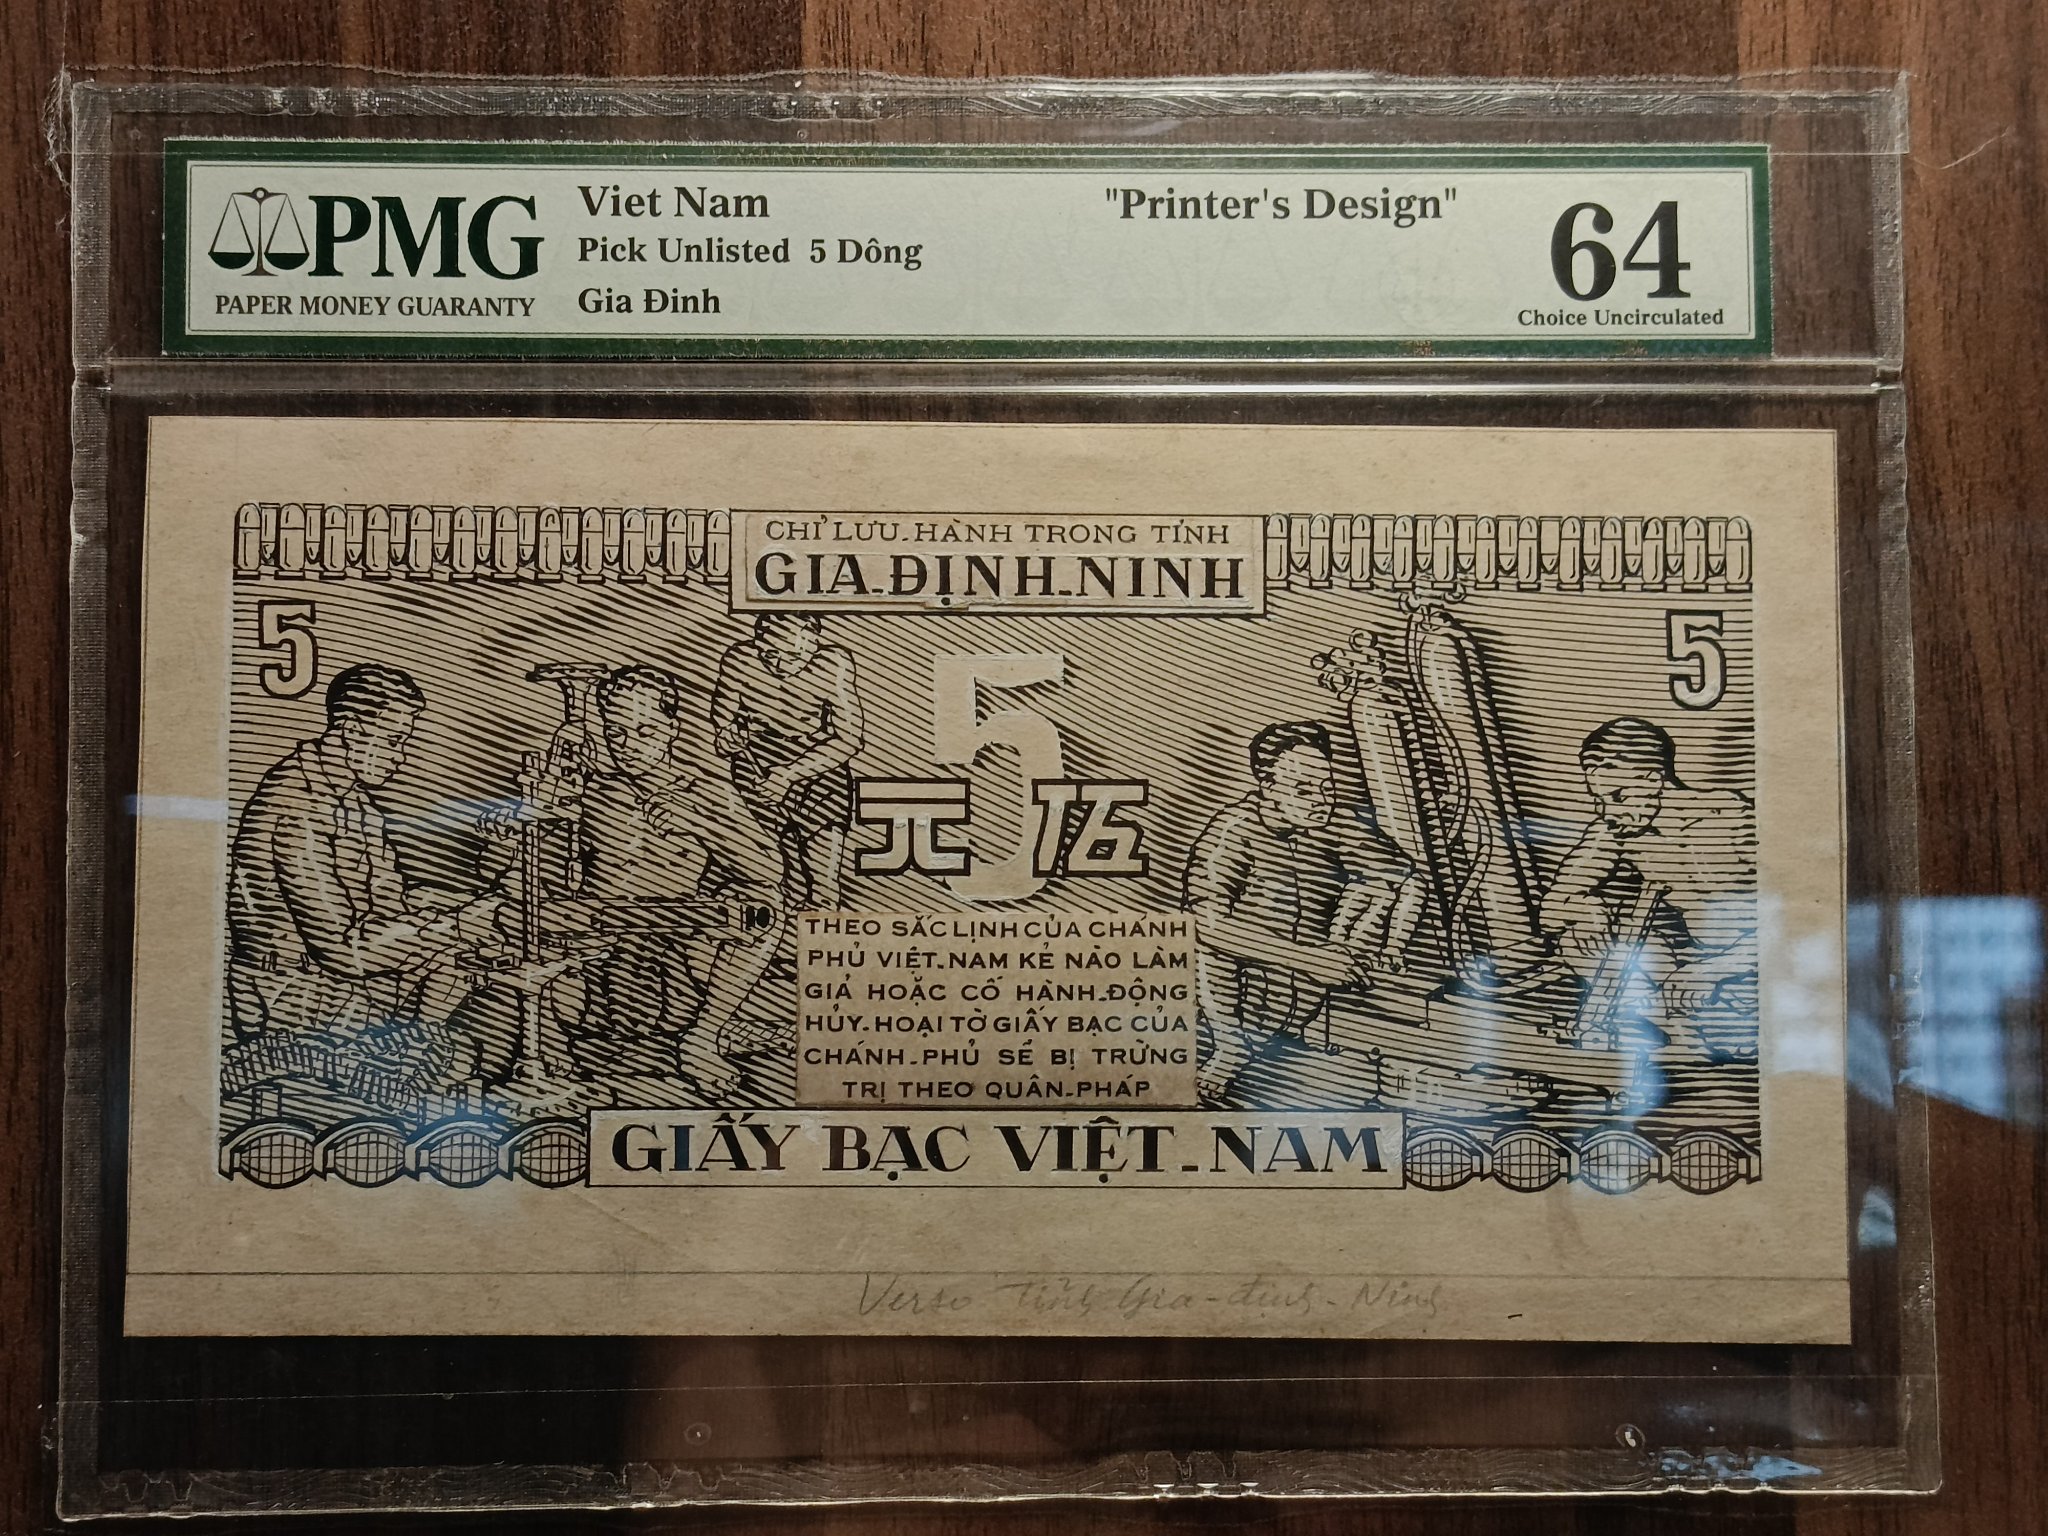 PMG
PAPER MONEY GUARANTY
Viet Nam
Pick Unlisted 5 Dông
Gia Đinh
"Printer's Design"
64
Choice Uncirculated
CHỈ LƯU-HÀNH TRONG TỈNH
GIA-ĐỊNH-NINH
5
5
5
元 伍
THEO SẮC LỊNH CỦA CHÁNH
PHỦ VIỆT-NAM KẺ NÀO LÀM
GIẢ HOẶC CỐ HÀNH-ĐỘNG
HỦY-HOẠI TỜ GIẤY BẠC CỦA
CHÁNH-PHỦ SẼ BỊ TRỪNG
TRỊ THEO QUÂN-PHÁP
GIẤY BẠC VIỆT-NAM
Verso Tỉnh Gia-định-Ninh